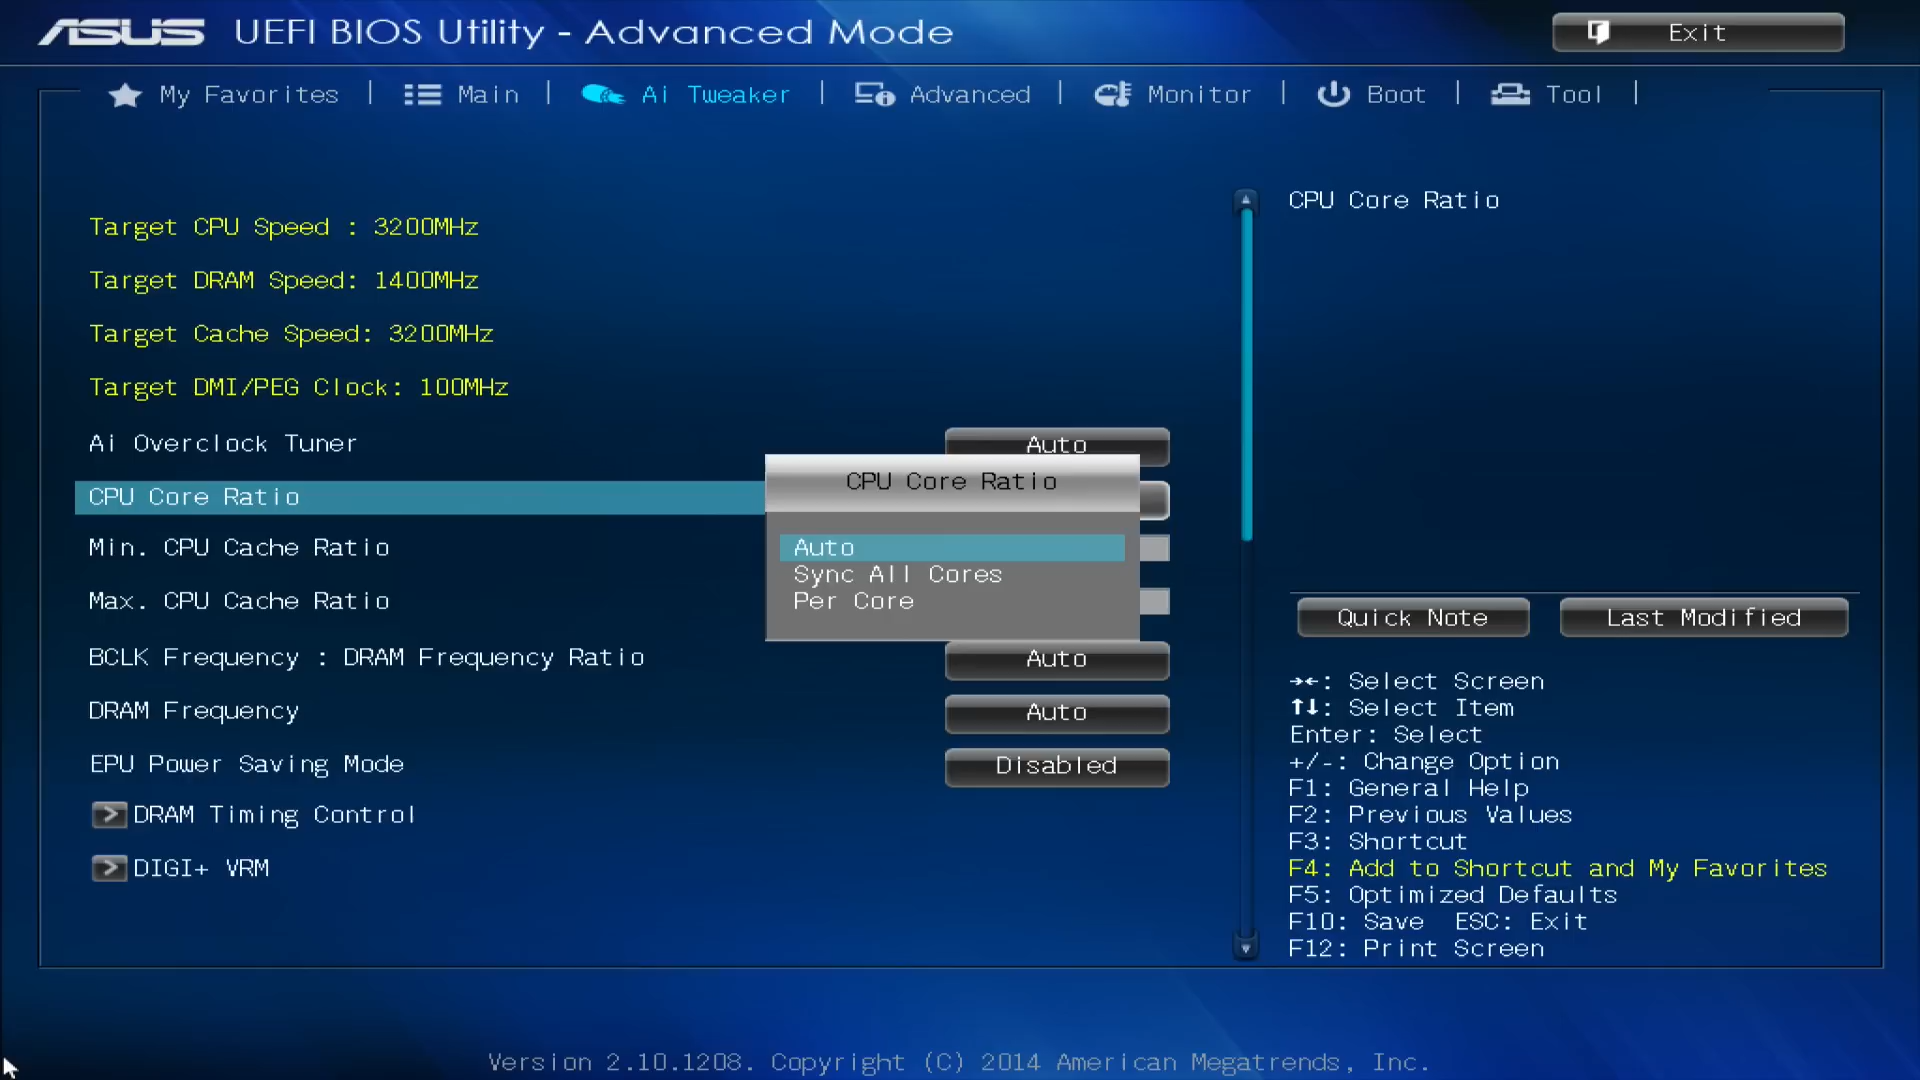 ASUS UEFI BIOS Utility - Advanced Mode
Exit
My Favorites | Main | Ai Tweaker | Advanced | Monitor | Boot | Tool |
Target CPU Speed : 3200MHz
Target DRAM Speed: 1400MHz
Target Cache Speed: 3200MHz
Target DMI/PEG Clock: 100MHz
Ai Overclock Tuner
Auto
CPU Core Ratio
Min. CPU Cache Ratio
Max. CPU Cache Ratio
CPU Core Ratio
Auto
Sync All Cores
Per Core
BCLK Frequency : DRAM Frequency Ratio
Auto
DRAM Frequency
Auto
EPU Power Saving Mode
Disabled
> DRAM Timing Control
> DIGI+ VRM
CPU Core Ratio
Quick Note
Last Modified
→←: Select Screen
↑↓: Select Item
Enter: Select
+/-: Change Option
F1: General Help
F2: Previous Values
F3: Shortcut
F4: Add to Shortcut and My Favorites
F5: Optimized Defaults
F10: Save ESC: Exit
F12: Print Screen
Version 2.10.1208. Copyright (C) 2014 American Megatrends, Inc.